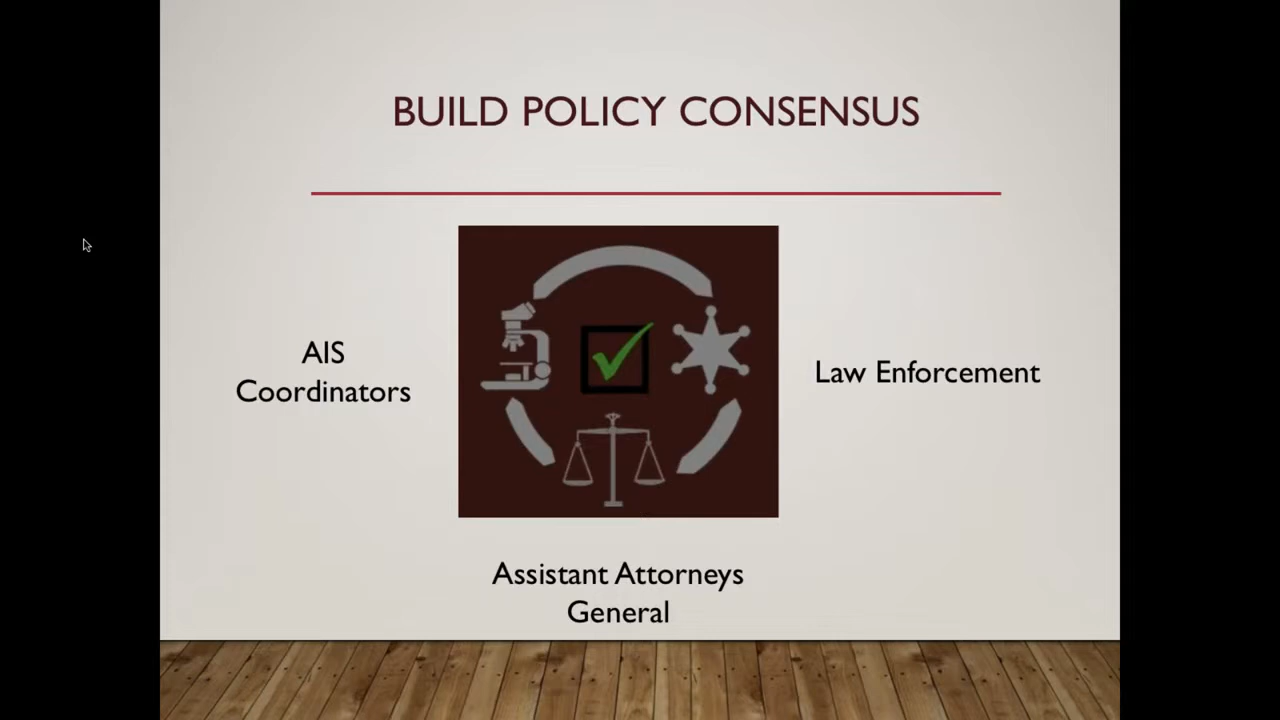 BUILD POLICY CONSENSUS
AIS
Coordinators
Law Enforcement
Assistant Attorneys
General